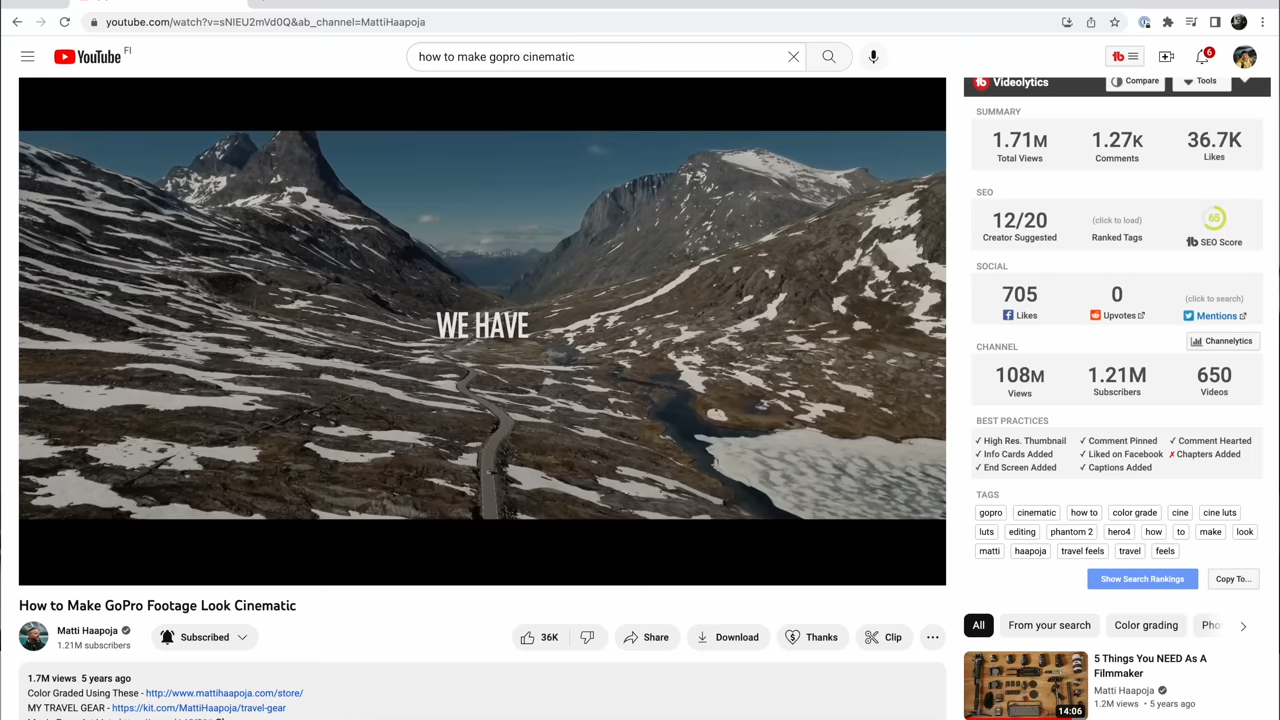 youtube.com/watch?v=sNIEU2mVd0Q&ab_channel=MattiHaapoja
YouTube FI
how to make gopro cinematic
6
Videolytics
Compare
Tools
SUMMARY
1.71M 1.27K 36.7K
Total Views Comments Likes
SEO
12/20 (click to load) 65
Creator Suggested Ranked Tags tb SEO Score
SOCIAL
705 0 (click to search)
Likes Upvotes Mentions
CHANNEL Channelytics
108M 1.21M 650
Views Subscribers Videos
BEST PRACTICES
✓ High Res. Thumbnail ✓ Comment Pinned ✓ Comment Hearted
✓ Info Cards Added ✓ Liked on Facebook ✗ Chapters Added
✓ End Screen Added ✓ Captions Added
TAGS
gopro cinematic how to color grade cine cine luts
luts editing phantom 2 hero4 how to make look
matti haapoja travel feels travel feels
Show Search Rankings Copy To...
WE HAVE
How to Make GoPro Footage Look Cinematic
Matti Haapoja
1.21M subscribers
Subscribed
36K Share Download Thanks Clip
1.7M views 5 years ago
Color Graded Using These - http://www.mattihaapoja.com/store/
MY TRAVEL GEAR - https://kit.com/MattiHaapoja/travel-gear
All From your search Color grading Pho
5 Things You NEED As A
Filmmaker
Matti Haapoja
1.2M views • 5 years ago
14:06